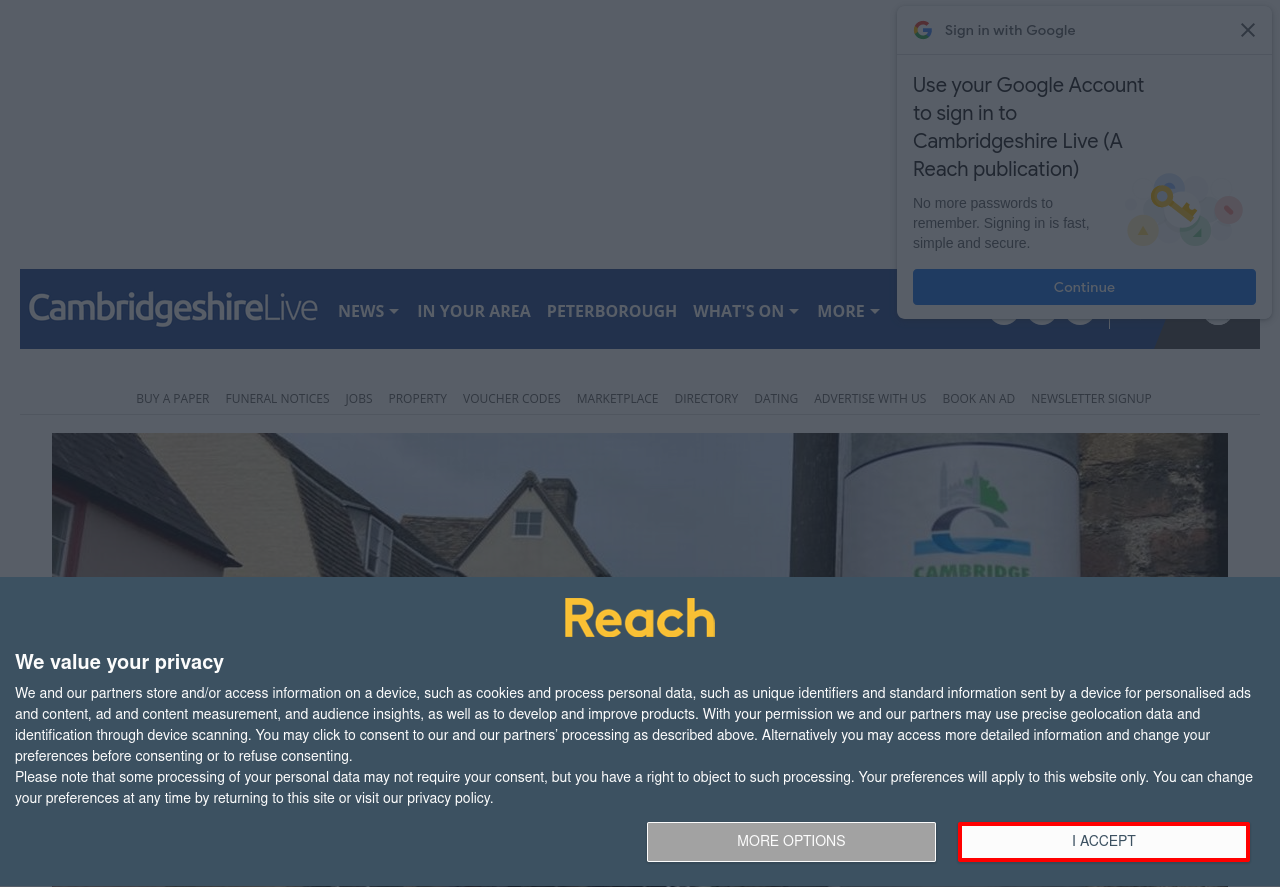 Sign in with Google
Use your Google Account
to sign in to
Cambridgeshire Live (A
Reach publication)
No more passwords to
remember. Signing in is fast,
simple and secure.
Continue
CambridgeshireLive
NEWS
IN YOUR AREA
PETERBOROUGH
WHAT'S ON
MORE
BUY A PAPER
FUNERAL NOTICES
JOBS
PROPERTY
VOUCHER CODES
MARKETPLACE
DIRECTORY
DATING
ADVERTISE WITH US
BOOK AN AD
NEWSLETTER SIGNUP
CAMBRIDGE
Reach
We value your privacy
We and our partners store and/or access information on a device, such as cookies and process personal data, such as unique identifiers and standard information sent by a device for personalised ads
and content, ad and content measurement, and audience insights, as well as to develop and improve products. With your permission we and our partners may use precise geolocation data and
identification through device scanning. You may click to consent to our and our partners’ processing as described above. Alternatively you may access more detailed information and change your
preferences before consenting or to refuse consenting.
Please note that some processing of your personal data may not require your consent, but you have a right to object to such processing. Your preferences will apply to this website only. You can change
your preferences at any time by returning to this site or visit our privacy policy.
MORE OPTIONS
I ACCEPT